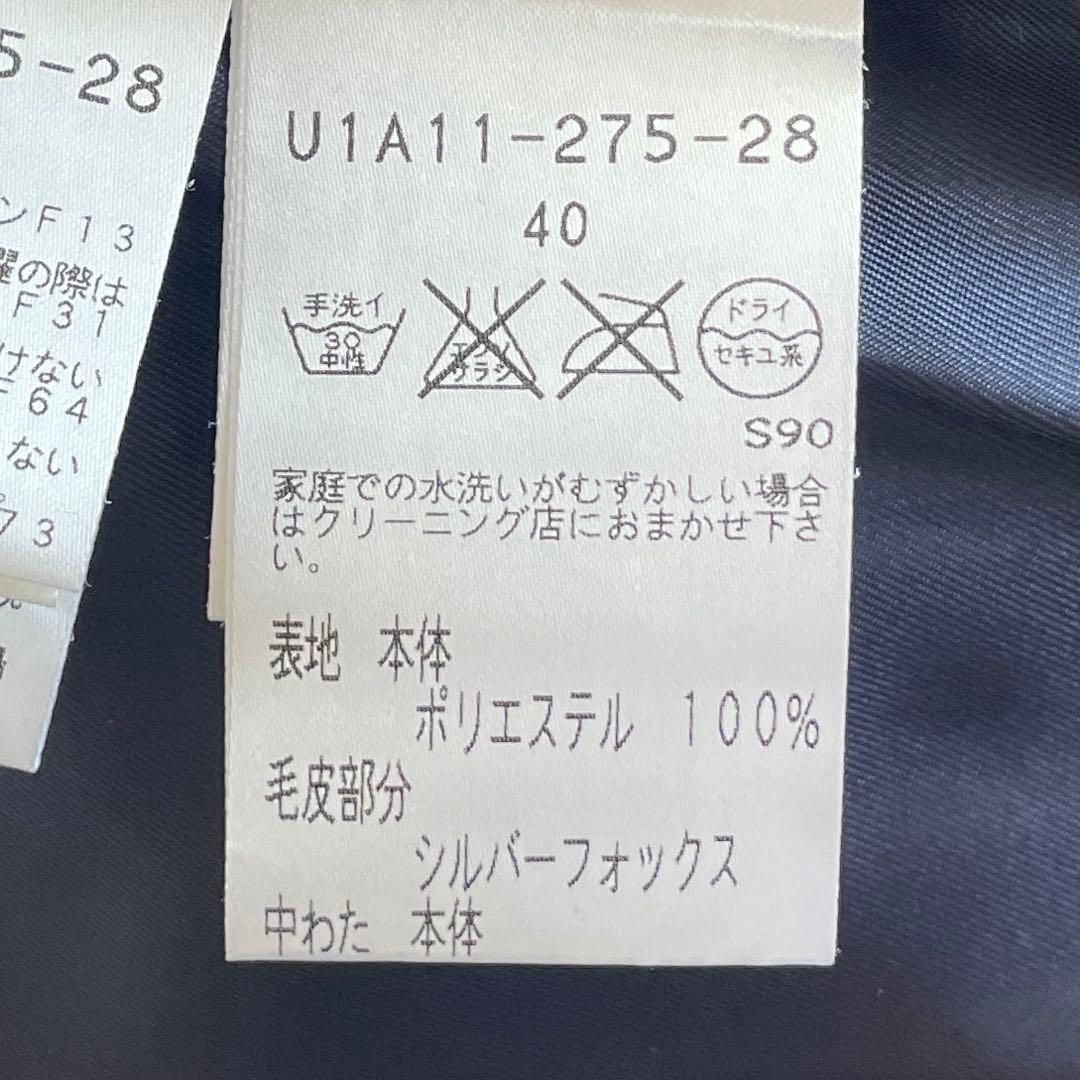 5-28
ンF13
の際は
F31
けない
F64
ない
73
U1A11-275-28
40
手洗イ
30
中性
エンソ
サラシ
ドライ
セキユ系
S90
家庭での水洗いがむずかしい場合
はクリーニング店におまかせ下さ
い。
表地 本体
ポリエステル 100%
毛皮部分
シルバーフォックス
中わた 本体